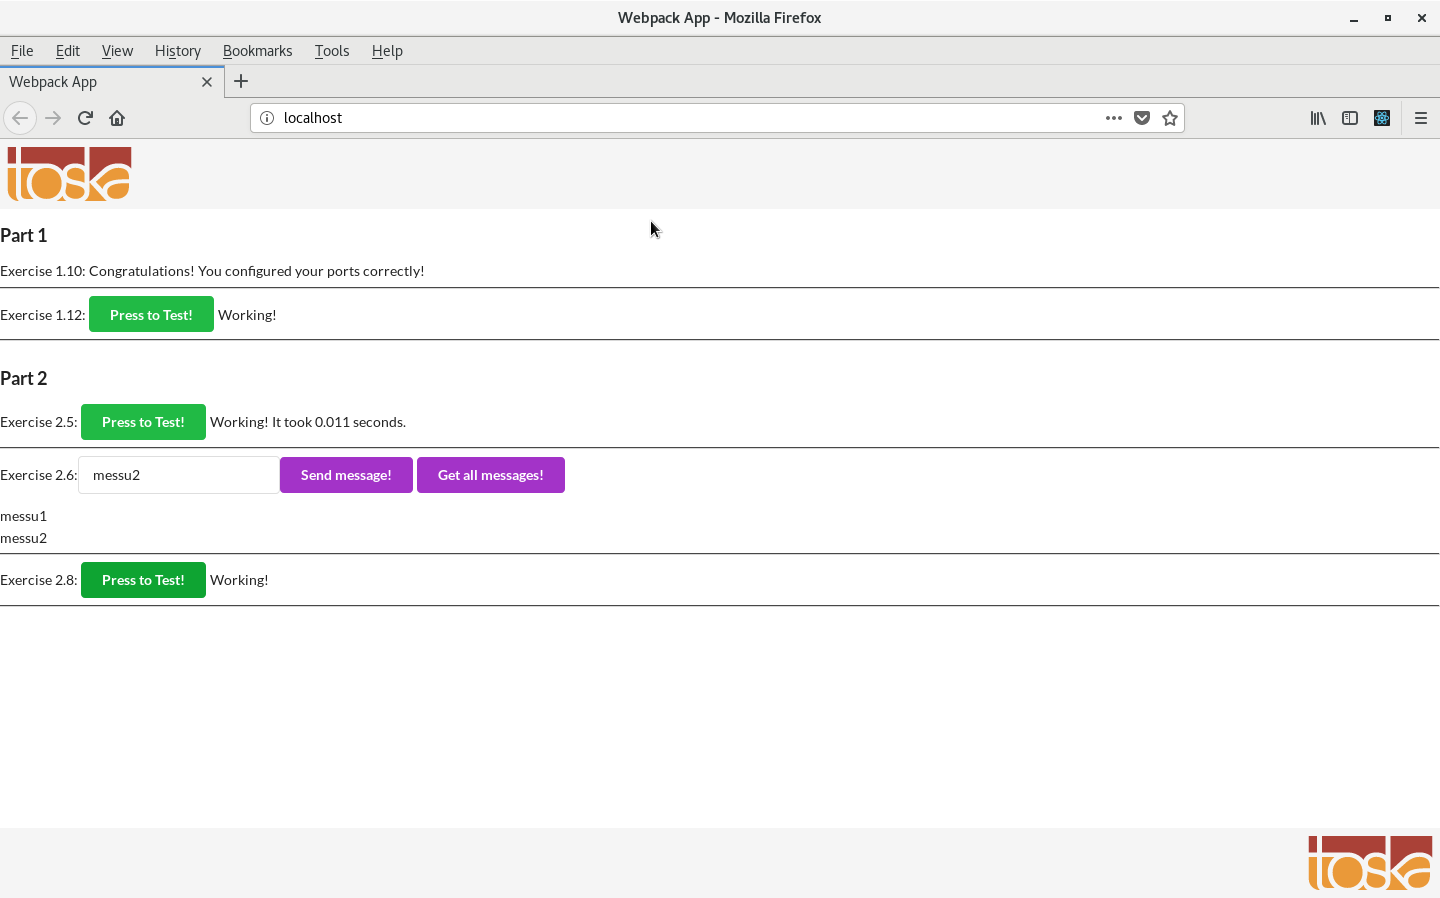 Webpack App - Mozilla Firefox
File Edit View History Bookmarks Tools Help
Webpack App
localhost
toska
Part 1
Exercise 1.10: Congratulations! You configured your ports correctly!
Exercise 1.12: Press to Test! Working!
Part 2
Exercise 2.5: Press to Test! Working! It took 0.011 seconds.
Exercise 2.6: messu2 Send message! Get all messages!
messu1
messu2
Exercise 2.8: Press to Test! Working!
toska